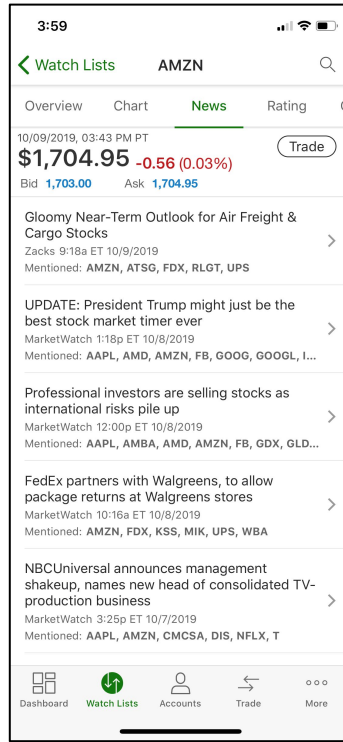 3:59
Watch Lists AMZN
Overview Chart News Rating
10/09/2019, 03:43 PM PT
$1,704.95 -0.56 (0.03%)
Trade
Bid 1,703.00 Ask 1,704.95
Gloomy Near-Term Outlook for Air Freight &
Cargo Stocks
Zacks 9:18a ET 10/9/2019
Mentioned: AMZN, ATSG, FDX, RLGT, UPS
UPDATE: President Trump might just be the
best stock market timer ever
MarketWatch 1:18p ET 10/8/2019
Mentioned: AAPL, AMD, AMZN, FB, GOOG, GOOGL, I...
Professional investors are selling stocks as
international risks pile up
MarketWatch 12:00p ET 10/8/2019
Mentioned: AAPL, AMBA, AMD, AMZN, FB, GDX, GLD...
FedEx partners with Walgreens, to allow
package returns at Walgreens stores
MarketWatch 10:16a ET 10/8/2019
Mentioned: AMZN, FDX, KSS, MIK, UPS, WBA
NBCUniversal announces management
shakeup, names new head of consolidated TV-
production business
MarketWatch 3:25p ET 10/7/2019
Mentioned: AAPL, AMZN, CMCSA, DIS, NFLX, T
Dashboard Watch Lists Accounts Trade More